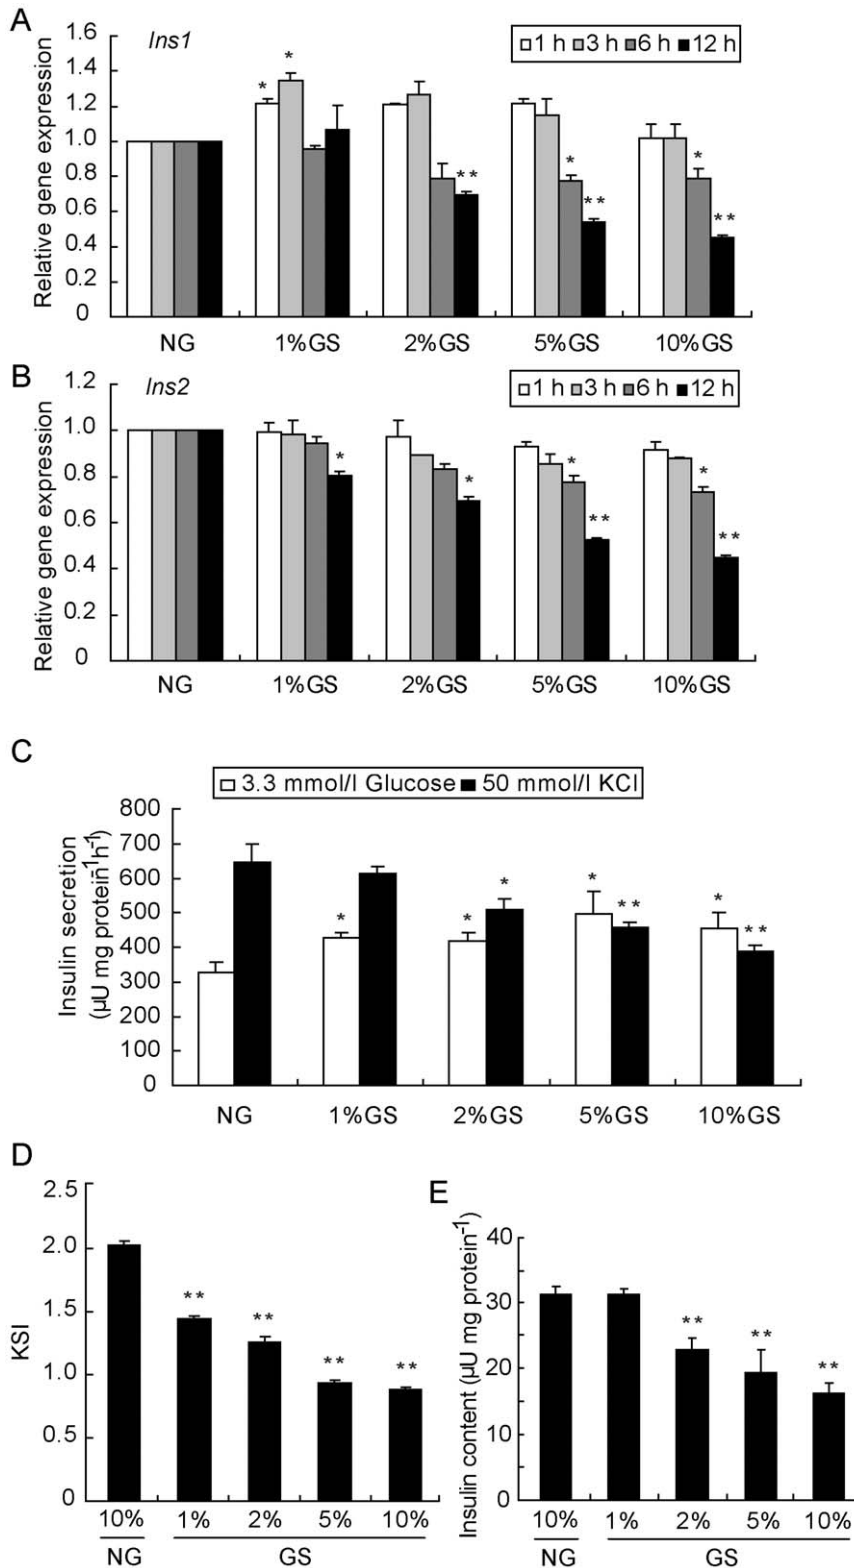 A
Ins1
1 h 3 h 6 h 12 h
Relative gene expression
1.6
1.4
1.2
1.0
0.8
0.6
0.4
0.2
0
* * ** * ** * **
NG 1%GS 2%GS 5%GS 10%GS
B
Ins2
1 h 3 h 6 h 12 h
Relative gene expression
1.2
1.0
0.8
0.6
0.4
0.2
0
* * * ** * **
NG 1%GS 2%GS 5%GS 10%GS
C
3.3 mmol/l Glucose 50 mmol/l KCl
Insulin secretion
(µU mg protein⁻¹h⁻¹)
800
700
600
500
400
300
200
100
0
* * * * ** * **
NG 1%GS 2%GS 5%GS 10%GS
D
KSI
2.5
2.0
1.5
1.0
0.5
0
** ** ** **
10% 1% 2% 5% 10%
NG GS
E
Insulin content (µU mg protein⁻¹)
40
30
20
10
0
** ** **
10% 1% 2% 5% 10%
NG GS